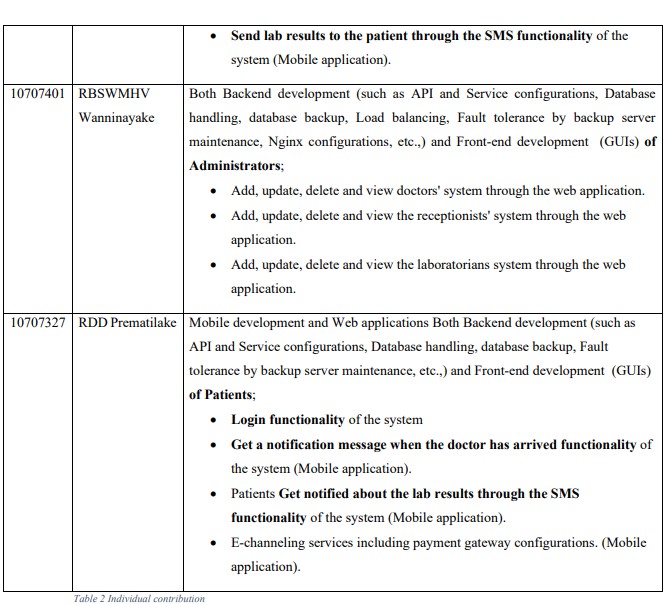 • Send lab results to the patient through the SMS functionality of the
system (Mobile application).
10707401 RBSWMHV
Wanninayake
Both Backend development (such as API and Service configurations, Database
handling, database backup, Load balancing, Fault tolerance by backup server
maintenance, Nginx configurations, etc.,) and Front-end development (GUIs) of
Administrators;
• Add, update, delete and view doctors' system through the web application.
• Add, update, delete and view the receptionists' system through the web
application.
• Add, update, delete and view the laboratorians system through the web
application.
10707327 RDD Prematilake
Mobile development and Web applications Both Backend development (such as
API and Service configurations, Database handling, database backup, Fault
tolerance by backup server maintenance, etc.,) and Front-end development (GUIs)
of Patients;
• Login functionality of the system
• Get a notification message when the doctor has arrived functionality of
the system (Mobile application).
• Patients Get notified about the lab results through the SMS
functionality of the system (Mobile application).
• E-channeling services including payment gateway configurations. (Mobile
application).
Table 2 Individual contribution